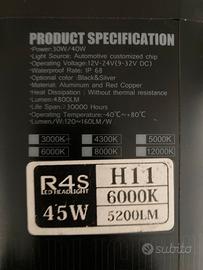 PRODUCT SPECIFICATION
·Power:30W/40W
·Light Source: Automotive customized chip
·Operating Voltage:12V-24V(9-32V DC)
·Waterproof Rate: IP 68
·Optional color: Black&Silver
·Material: Aluminum and Red Copper
·Heat Dissipation: Without thermal resistance
·Lumens:4800LM
·Life Span: >30000 Hours
·Operating Temperature:-40℃~+80℃
·Lumens/W:120~160LM/W
3000K 4300K 5000K
6000K 8000K 12000K
R4S H11
LED HEADLIGHT 6000K
45W 5200LM
subito